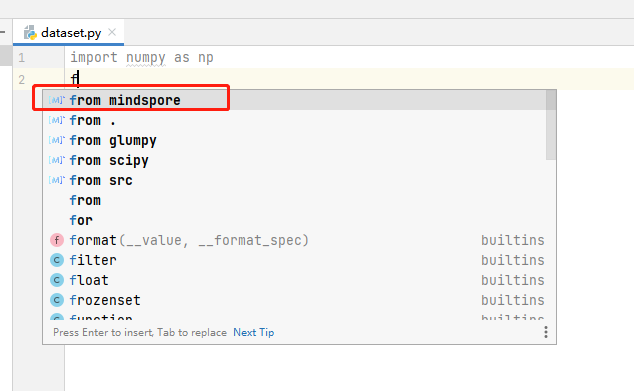 dataset.py
1 import numpy as np
2 f
[M] from mindspore
[M] from .
[M] from glumpy
[M] from scipy
[M] from src
from
for
f format(__value, __format_spec) builtins
C filter builtins
C float builtins
C frozenset builtins
C function builtins
Press Enter to insert, Tab to replace Next Tip